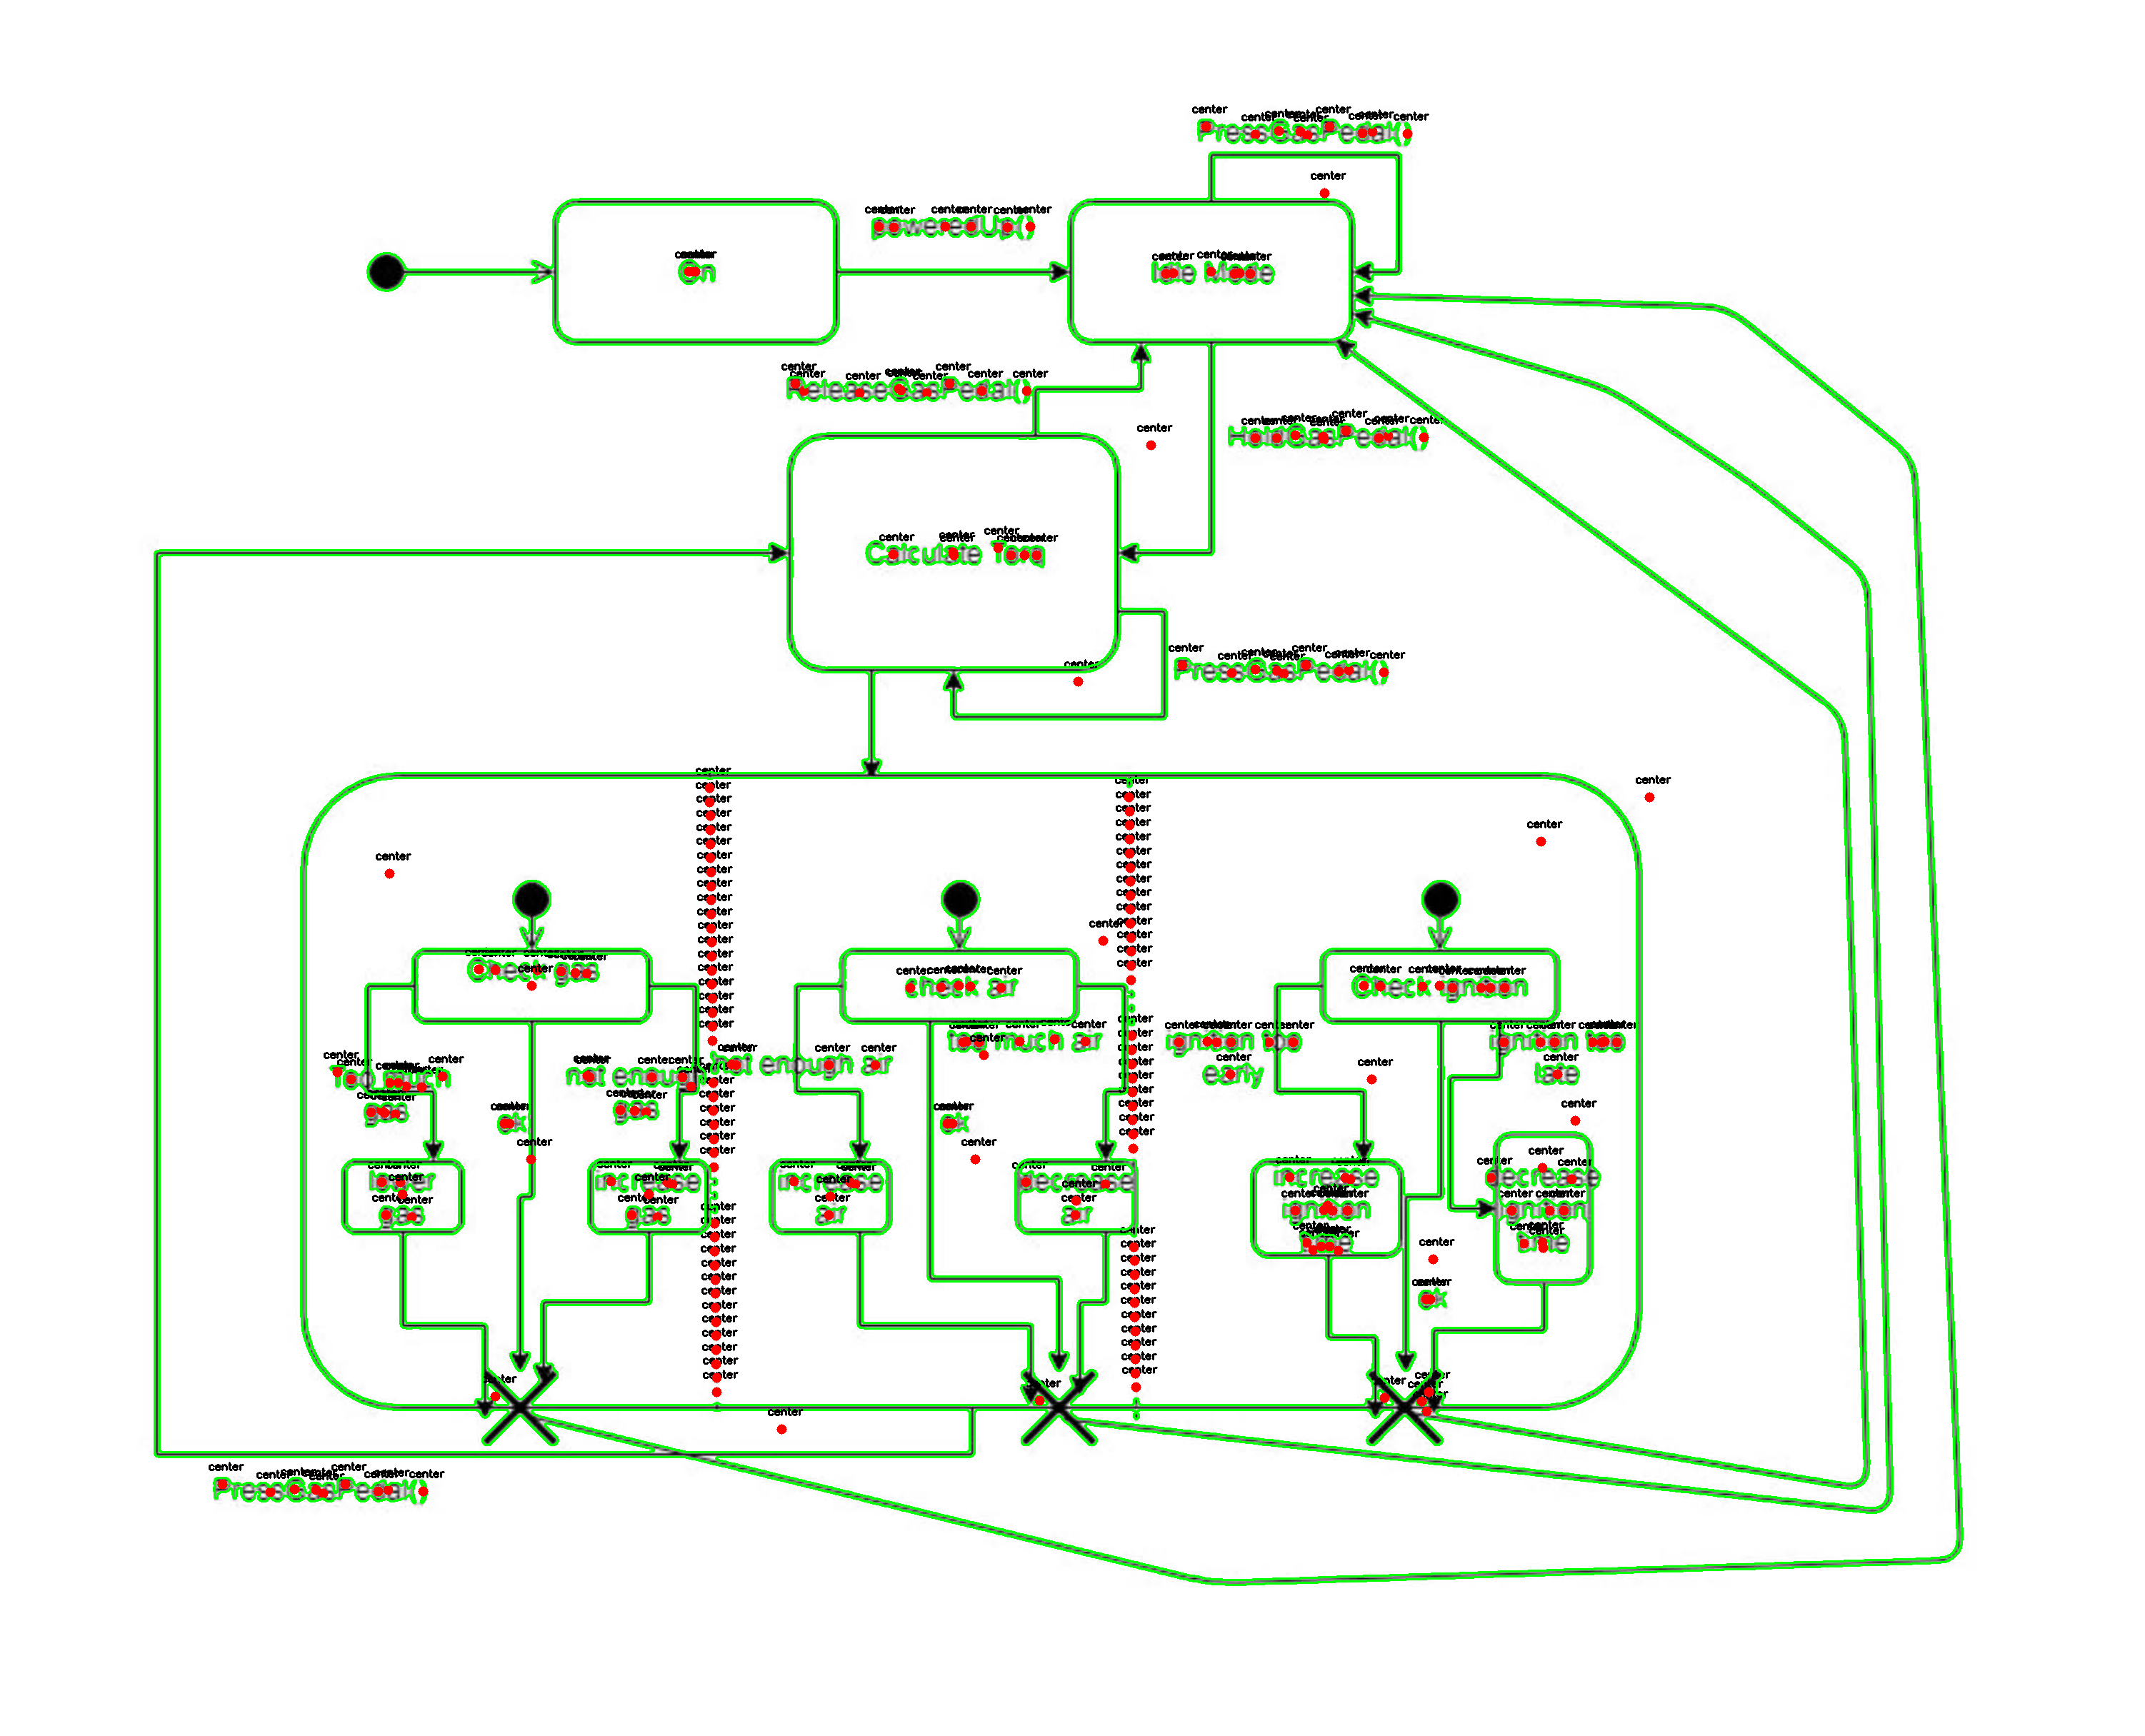 PressGasPedal()
poweredUp()
On
Idle Mode
ReleaseGasPedal()
HoldGasPedal()
Calculate Torq
PressGasPedal()
Check gas
check air
Check ignition
Too much
gas
ok
not enough
gas
not enough air
too much air
ok
ignition too
early
ignition too
late
lower
gas
increase
gas
increase
air
decrease
air
increase
ignition
time
decrease
ignition
time
ok
PressGasPedal()
center